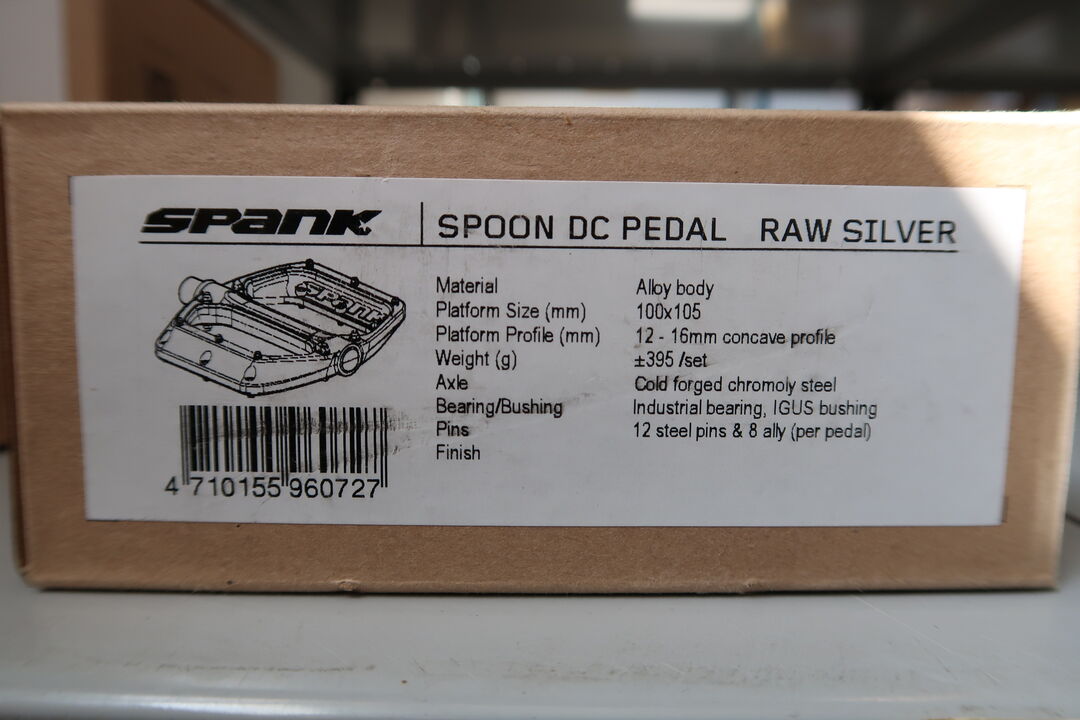 SPANK SPOON DC PEDAL RAW SILVER
SPANK
Material Alloy body
Platform Size (mm) 100x105
Platform Profile (mm) 12 - 16mm concave profile
Weight (g) ±395 /set
Axle Cold forged chromoly steel
Bearing/Bushing Industrial bearing, IGUS bushing
Pins 12 steel pins & 8 ally (per pedal)
Finish
4 710155 960727